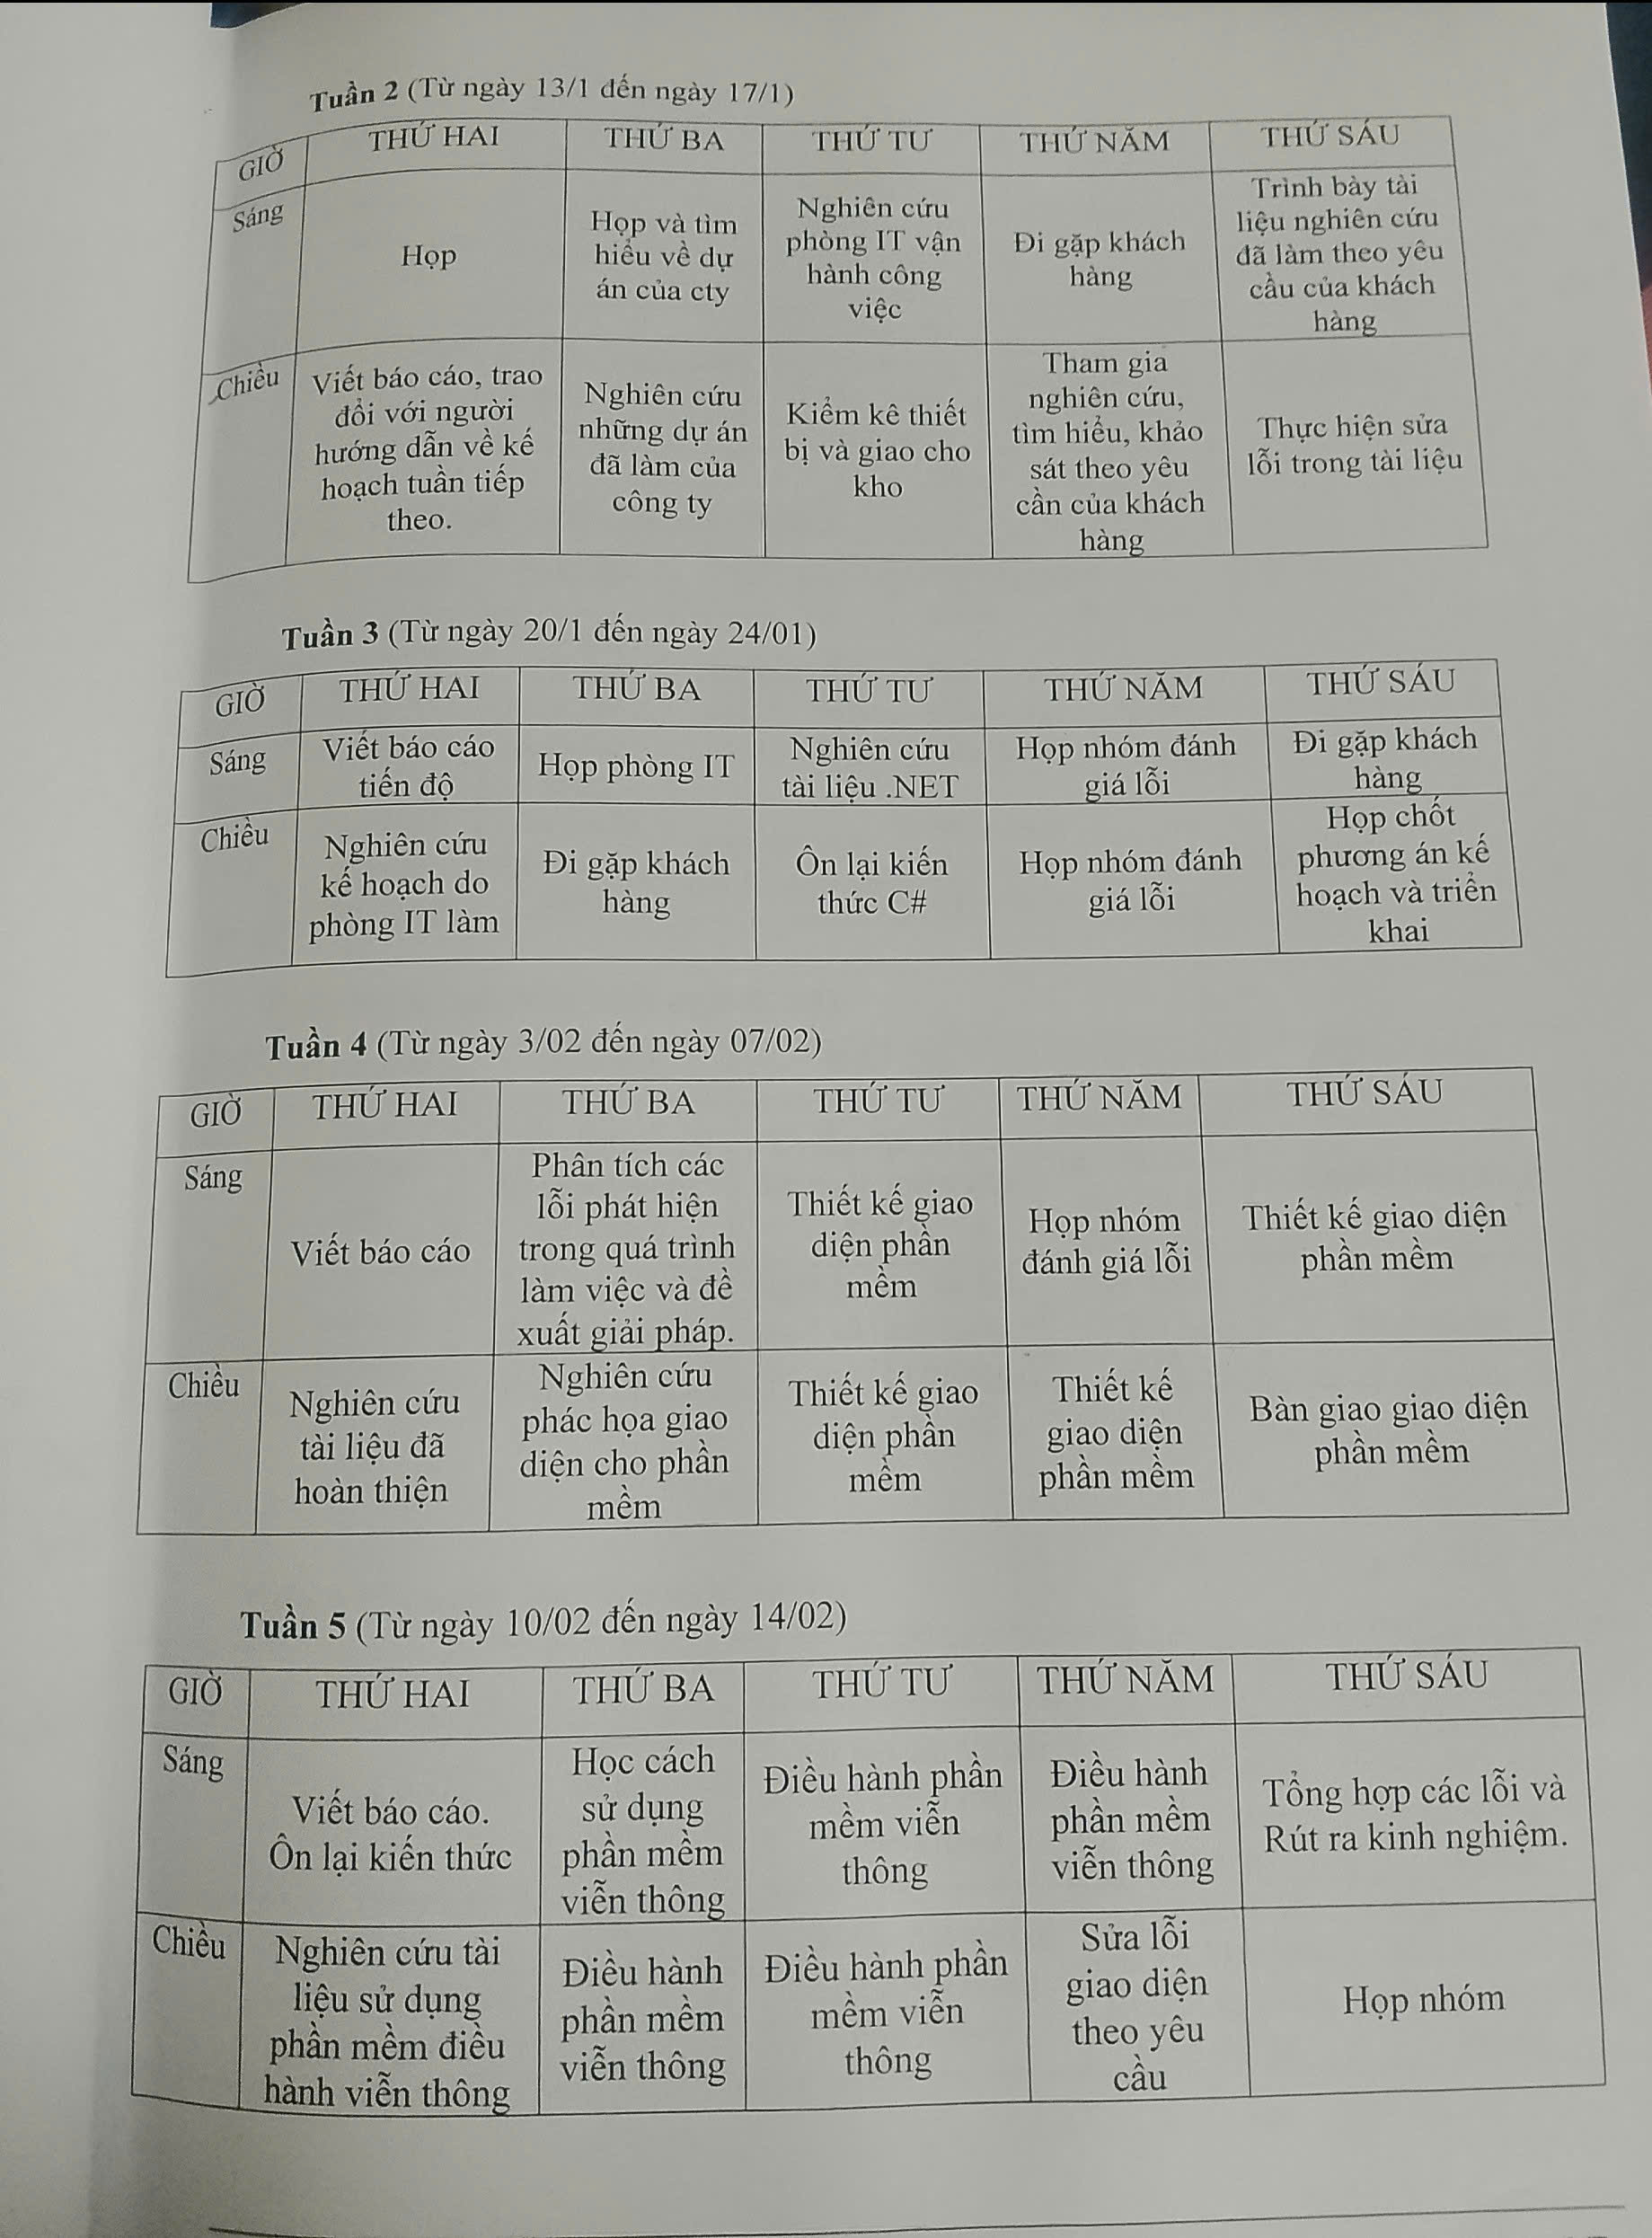 Tuần 2 (Từ ngày 13/1 đến ngày 17/1)
GIỜ THỨ HAI THỨ BA THỨ TƯ THỨ NĂM THỨ SÁU
Sáng
Họp
Họp và tìm
hiểu về dự
án của cty
Nghiên cứu
phòng IT vận
hành công
việc
Đi gặp khách
hàng
Trình bày tài
liệu nghiên cứu
đã làm theo yêu
cầu của khách
hàng
Chiều
Viết báo cáo, trao
đổi với người
hướng dẫn về kế
hoạch tuần tiếp
theo.
Nghiên cứu
những dự án
đã làm của
công ty
Kiểm kê thiết
bị và giao cho
kho
Tham gia
nghiên cứu,
tìm hiểu, khảo
sát theo yêu
cần của khách
hàng
Thực hiện sửa
lỗi trong tài liệu
Tuần 3 (Từ ngày 20/1 đến ngày 24/01)
GIỜ THỨ HAI THỨ BA THỨ TƯ THỨ NĂM THỨ SÁU
Sáng
Viết báo cáo
tiến độ
Họp phòng IT
Nghiên cứu
tài liệu .NET
Họp nhóm đánh
giá lỗi
Đi gặp khách
hàng
Chiều
Nghiên cứu
kế hoạch do
phòng IT làm
Đi gặp khách
hàng
Ôn lại kiến
thức C#
Họp nhóm đánh
giá lỗi
Họp chốt
phương án kế
hoạch và triển
khai
Tuần 4 (Từ ngày 3/02 đến ngày 07/02)
GIỜ THỨ HAI THỨ BA THỨ TƯ THỨ NĂM THỨ SÁU
Sáng
Viết báo cáo
Phân tích các
lỗi phát hiện
trong quá trình
làm việc và đề
xuất giải pháp.
Thiết kế giao
diện phần
mềm
Họp nhóm
đánh giá lỗi
Thiết kế giao diện
phần mềm
Chiều
Nghiên cứu
tài liệu đã
hoàn thiện
Nghiên cứu
phác họa giao
diện cho phần
mềm
Thiết kế giao
diện phần
mềm
Thiết kế
giao diện
phần mềm
Bàn giao giao diện
phần mềm
Tuần 5 (Từ ngày 10/02 đến ngày 14/02)
GIỜ THỨ HAI THỨ BA THỨ TƯ THỨ NĂM THỨ SÁU
Sáng
Viết báo cáo.
Ôn lại kiến thức
Học cách
sử dụng
phần mềm
viễn thông
Điều hành phần
mềm viễn
thông
Điều hành
phần mềm
viễn thông
Tổng hợp các lỗi và
Rút ra kinh nghiệm.
Chiều
Nghiên cứu tài
liệu sử dụng
phần mềm điều
hành viễn thông
Điều hành
phần mềm
viễn thông
Điều hành phần
mềm viễn
thông
Sửa lỗi
giao diện
theo yêu
cầu
Họp nhóm